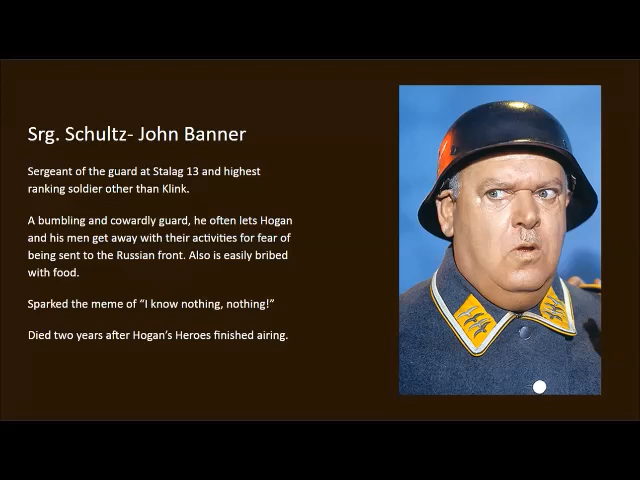 Srg. Schultz- John Banner
Sergeant of the guard at Stalag 13 and highest
ranking soldier other than Klink.
A bumbling and cowardly guard, he often lets Hogan
and his men get away with their activities for fear of
being sent to the Russian front. Also is easily bribed
with food.
Sparked the meme of “I know nothing, nothing!”
Died two years after Hogan’s Heroes finished airing.